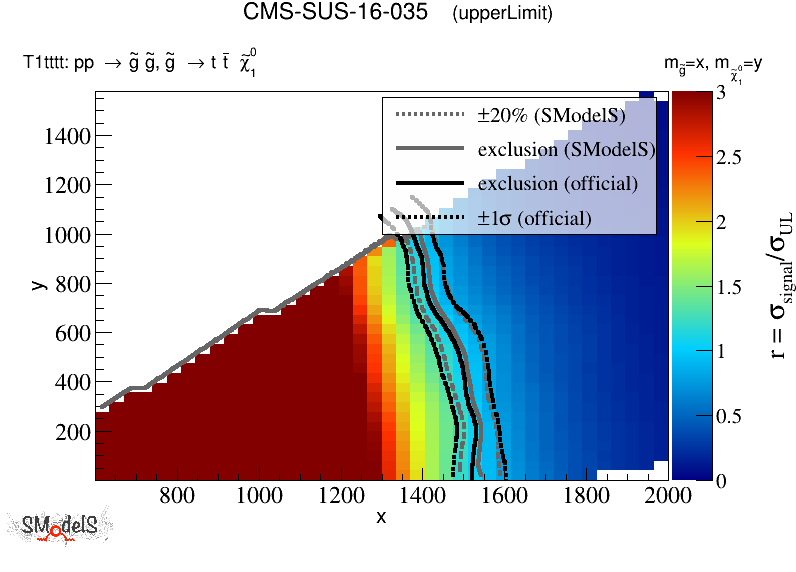 CMS-SUS-16-035 (upperLimit)
T1tttt: pp → g̃ g̃, g̃ → t t̄ χ̃₁⁰
m_g̃=x, m_χ̃₁⁰=y
±20% (SModelS)
exclusion (SModelS)
exclusion (official)
±1σ (official)
1400
1200
1000
800
600
400
200
y
800 1000 1200 1400 1600 1800 2000
x
3
2.5
2
1.5
1
0.5
0
r = σ_signal/σ_UL
SModelS